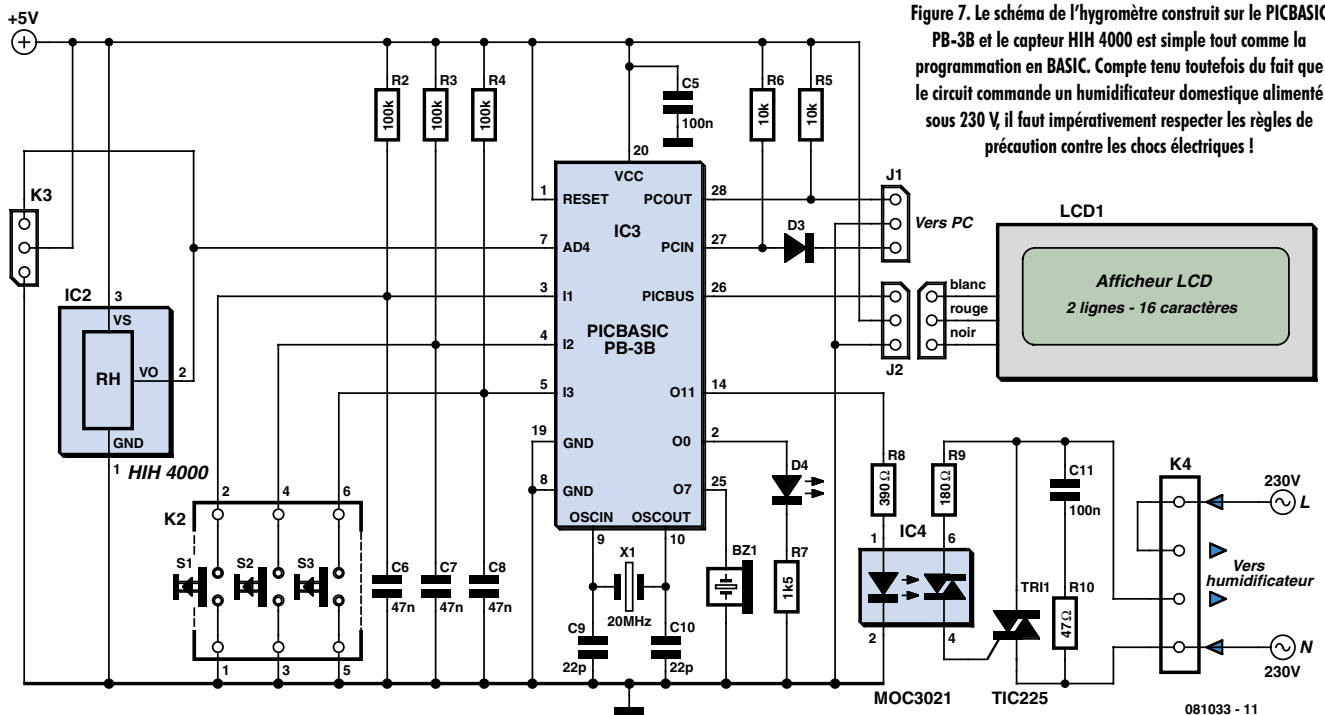 Figure 7. Le schéma de l'hygromètre construit sur le PICBASIC
PB-3B et le capteur HIH 4000 est simple tout comme la
programmation en BASIC. Compte tenu toutefois du fait que
le circuit commande un humidificateur domestique alimenté
sous 230 V, il faut impérativement respecter les règles de
précaution contre les chocs électriques !
+5V
R2
100k
R3
100k
R4
100k
C5
100n
R6
10k
R5
10k
K3
IC2
3
VS
RH
VO
2
GND
1
HIH 4000
20
VCC
1
RESET
PCOUT
28
IC3
7
AD4
PCIN
27
3
I1
PICBUS
26
4
I2
PICBASIC
PB-3B
5
I3
O11
14
19
GND
O0
2
8
GND
O7
25
OSCIN
OSCOUT
9
10
D3
J1
Vers PC
J2
blanc
rouge
noir
LCD1
Afficheur LCD
2 lignes - 16 caractères
K2
2
4
6
S1
S2
S3
1
3
5
C6
47n
C7
47n
C8
47n
X1
20MHz
C9
22p
C10
22p
BZ1
D4
R7
1k5
R8
390Ω
R9
180Ω
IC4
1
6
2
4
MOC3021
TRI1
TIC225
C11
100n
R10
47Ω
K4
230V
L
Vers
humidificateur
N
230V
081033 - 11